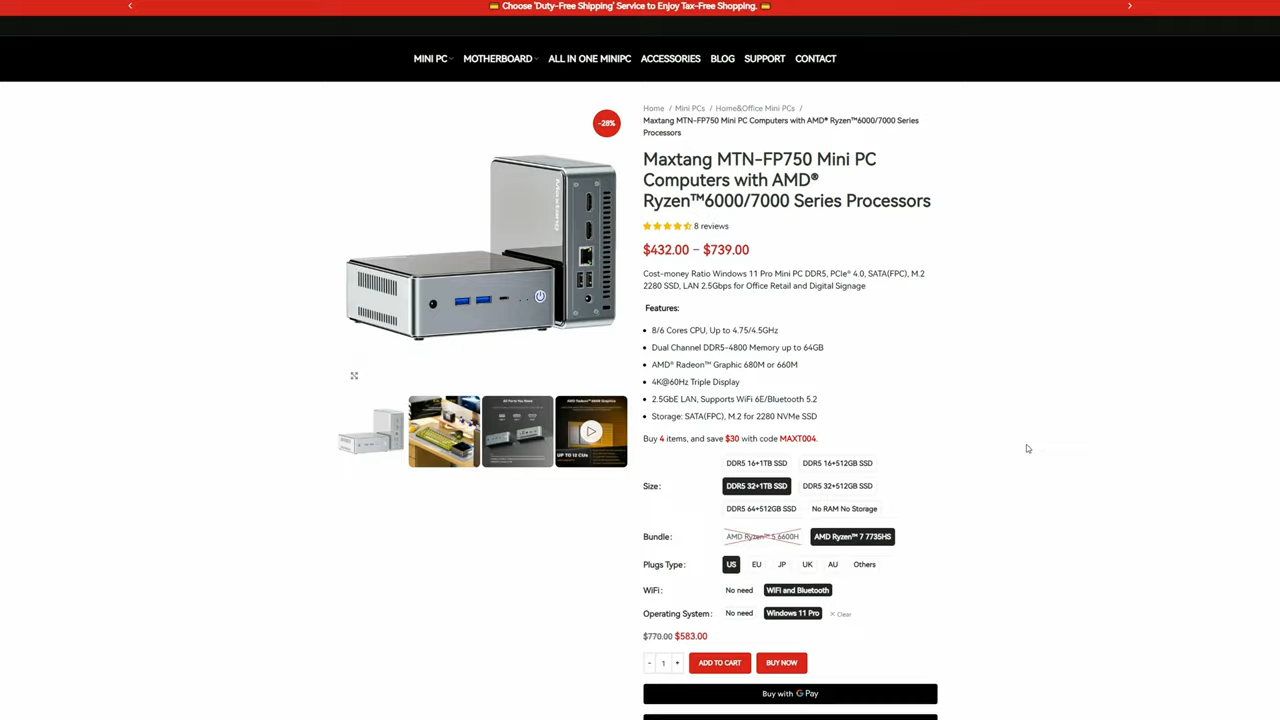 Choose 'Duty-Free Shipping' Service to Enjoy Tax-Free Shopping.
MINI PC MOTHERBOARD ALL IN ONE MINIPC ACCESSORIES BLOG SUPPORT CONTACT
-28%
Home / Mini PCs / Home&Office Mini PCs /
Maxtang MTN-FP750 Mini PC Computers with AMD® Ryzen™6000/7000 Series
Processors
Maxtang MTN-FP750 Mini PC
Computers with AMD®
Ryzen™6000/7000 Series Processors
8 reviews
$432.00 – $739.00
Cost-money Ratio Windows 11 Pro Mini PC DDR5, PCIe® 4.0, SATA(FPC), M.2
2280 SSD, LAN 2.5Gbps for Office Retail and Digital Signage
Features:
8/6 Cores CPU, Up to 4.75/4.5GHz
Dual Channel DDR5-4800 Memory up to 64GB
AMD® Radeon™ Graphic 680M or 660M
4K@60Hz Triple Display
2.5GbE LAN, Supports WiFi 6E/Bluetooth 5.2
Storage: SATA(FPC), M.2 for 2280 NVMe SSD
Buy 4 items, and save $30 with code MAXT004.
Size:
DDR5 16+1TB SSD DDR5 16+512GB SSD
DDR5 32+1TB SSD DDR5 32+512GB SSD
DDR5 64+512GB SSD No RAM No Storage
Bundle: AMD Ryzen™ 5 6600H AMD Ryzen™ 7 7735HS
Plugs Type: US EU JP UK AU Others
WiFi: No need WiFi and Bluetooth
Operating System: No need Windows 11 Pro × Clear
$770.00 $583.00
- 1 + ADD TO CART BUY NOW
Buy with G Pay
Maxtang
UP TO 12 CUs